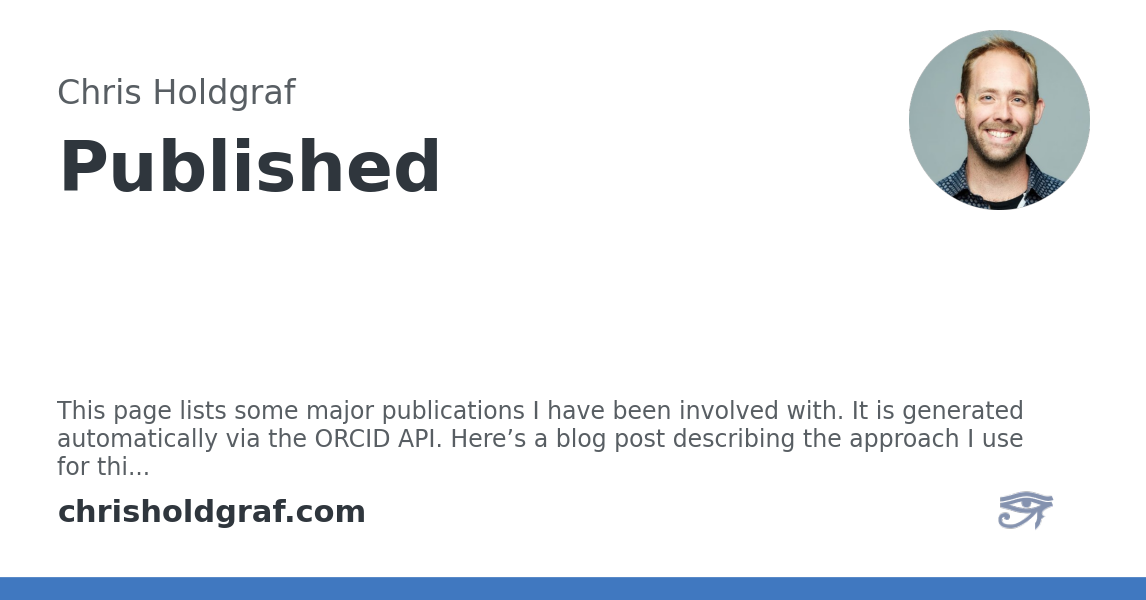 Chris Holdgraf
Published
This page lists some major publications I have been involved with. It is generated
automatically via the ORCID API. Here’s a blog post describing the approach I use
for thi...
chrisholdgraf.com